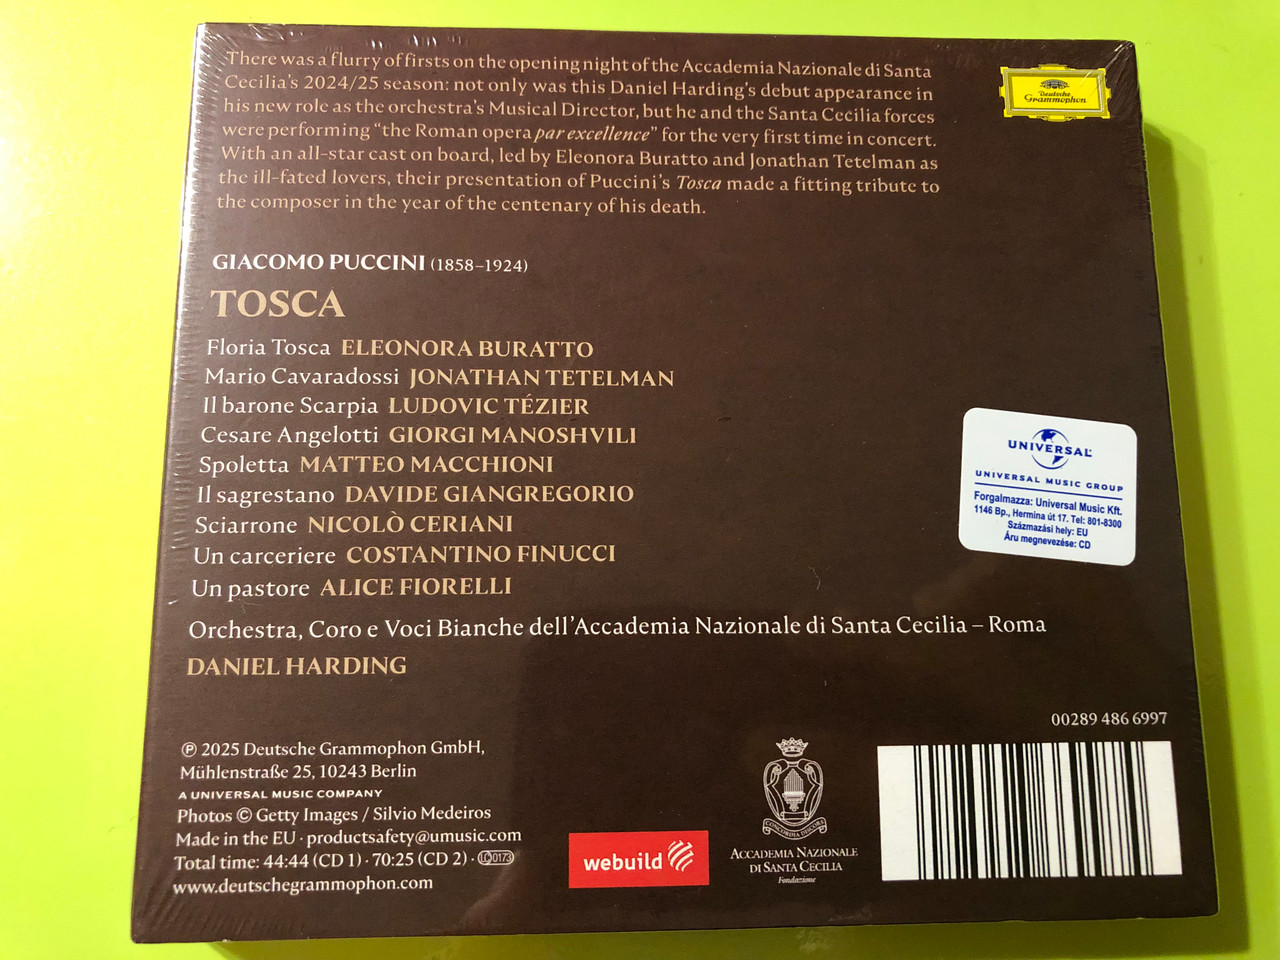 There was a flurry of firsts on the opening night of the Accademia Nazionale di Santa
Cecilia's 2024/25 season: not only was this Daniel Harding's debut appearance in
his new role as the orchestra's Musical Director, but he and the Santa Cecilia forces
were performing "the Roman opera par excellence" for the very first time in concert.
With an all-star cast on board, led by Eleonora Buratto and Jonathan Tetelman as
the ill-fated lovers, their presentation of Puccini's Tosca made a fitting tribute to
the composer in the year of the centenary of his death.
Deutsche
Grammophon
GIACOMO PUCCINI (1858–1924)
TOSCA
Floria Tosca ELEONORA BURATTO
Mario Cavaradossi JONATHAN TETELMAN
Il barone Scarpia LUDOVIC TÉZIER
Cesare Angelotti GIORGI MANOSHVILI
Spoletta MATTEO MACCHIONI
Il sagrestano DAVIDE GIANGREGORIO
Sciarrone NICOLÒ CERIANI
Un carceriere COSTANTINO FINUCCI
Un pastore ALICE FIORELLI
Orchestra, Coro e Voci Bianche dell'Accademia Nazionale di Santa Cecilia – Roma
DANIEL HARDING
UNIVERSAL
UNIVERSAL MUSIC GROUP
Forgalmazza: Universal Music Kft.
1146 Bp., Hermina út 17. Tel: 801-8300
Származási hely: EU
Áru megnevezése: CD
℗ 2025 Deutsche Grammophon GmbH,
Mühlenstraße 25, 10243 Berlin
A UNIVERSAL MUSIC COMPANY
Photos © Getty Images / Silvio Medeiros
Made in the EU · productsafety@umusic.com
Total time: 44:44 (CD 1) · 70:25 (CD 2) · LC 0173
www.deutschegrammophon.com
webuild
CONCORDIA DISCORS
ACCADEMIA NAZIONALE
DI SANTA CECILIA
Fondazione
00289 486 6997